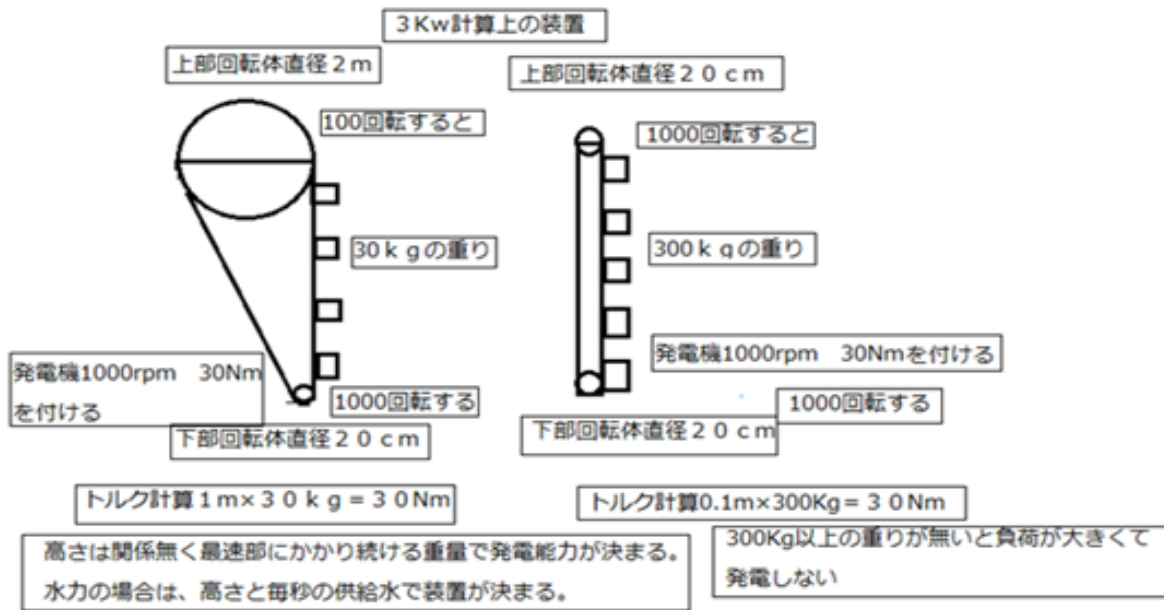 ３Kw計算上の装置
上部回転体直径２ｍ
上部回転体直径２０ｃｍ
100回転すると
1000回転すると
30ｋｇの重り
300ｋｇの重り
発電機1000rpm　30Nm
を付ける
発電機1000rpm　30Nmを付ける
1000回転する
1000回転する
下部回転体直径２０ｃｍ
下部回転体直径２０ｃｍ
トルク計算１ｍ×３０ｋｇ＝３０Nm
トルク計算0.1ｍ×300Kg＝３０Nm
高さは関係無く最速部にかかり続ける重量で発電能力が決まる。
水力の場合は、高さと毎秒の供給水で装置が決まる。
300Kg以上の重りが無いと負荷が大きくて
発電しない